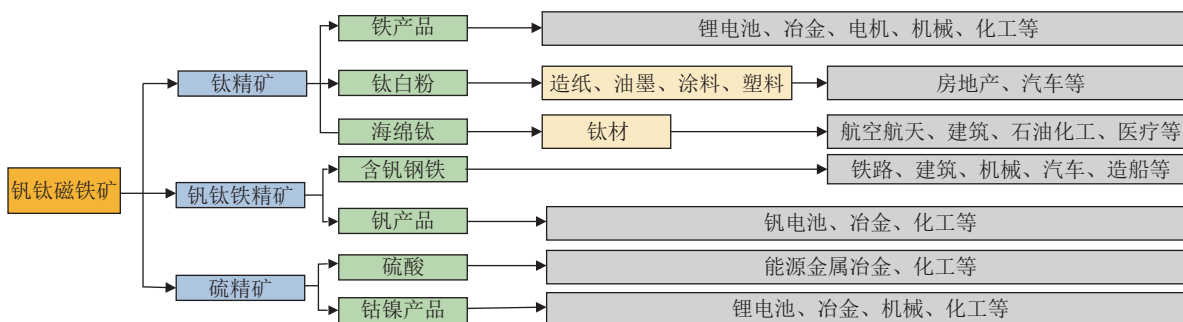 铁产品
锂电池、冶金、电机、机械、化工等
钛精矿
钛白粉
造纸、油墨、涂料、塑料
房地产、汽车等
海绵钛
钛材
航空航天、建筑、石油化工、医疗等
钒钛磁铁矿
钒钛铁精矿
含钒钢铁
铁路、建筑、机械、汽车、造船等
钒产品
钒电池、冶金、化工等
硫精矿
硫酸
能源金属冶金、化工等
钴镍产品
锂电池、冶金、机械、化工等